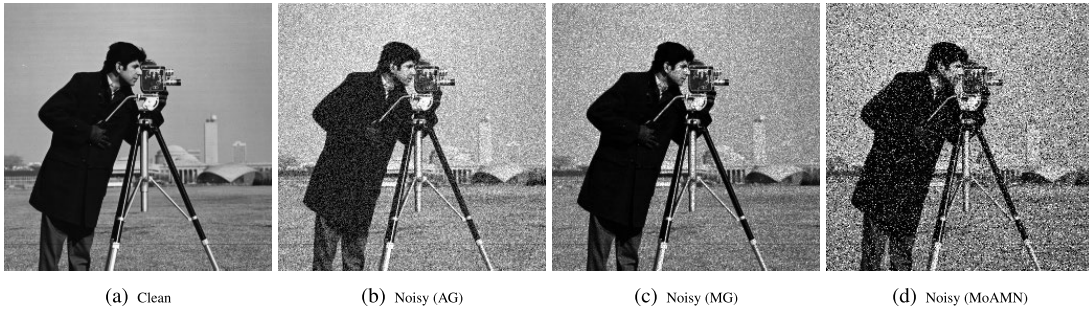 (a) Clean
(b) Noisy (AG)
(c) Noisy (MG)
(d) Noisy (MoAMN)